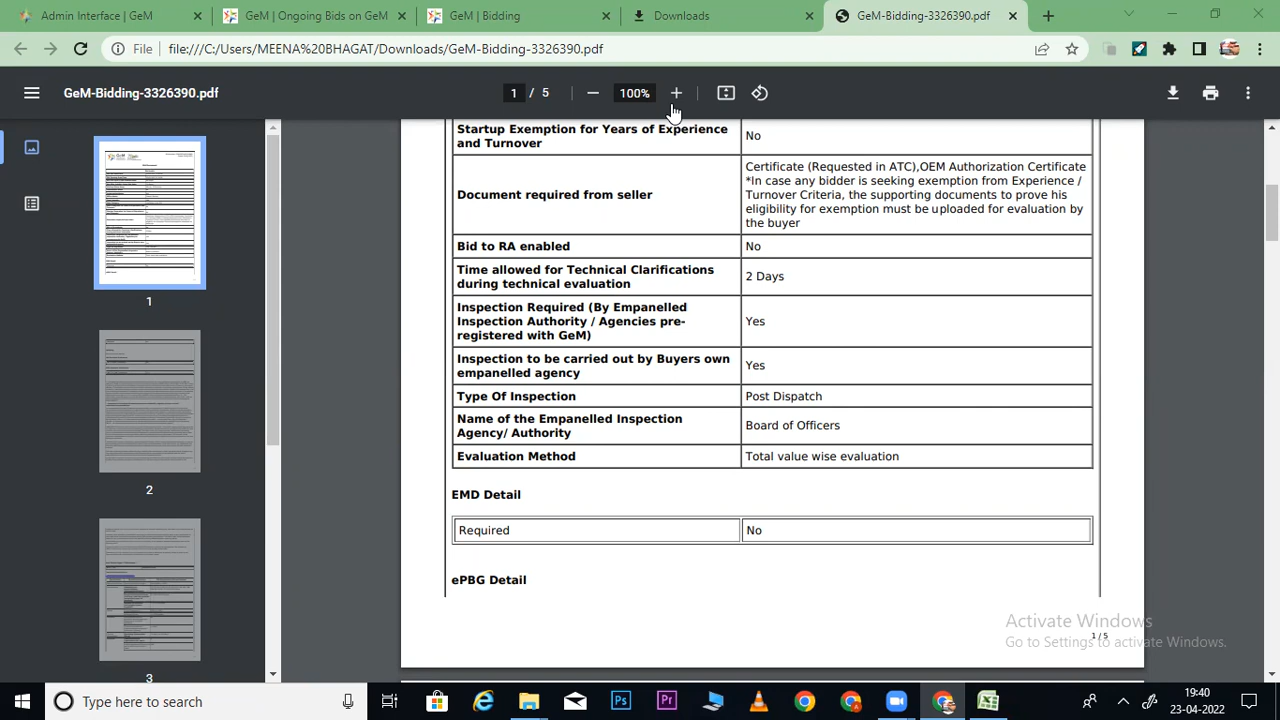 Admin Interface | GeM
GeM | Ongoing Bids on GeM
GeM | Bidding
Downloads
GeM-Bidding-3326390.pdf
File
file:///C:/Users/MEENA%20BHAGAT/Downloads/GeM-Bidding-3326390.pdf
GeM-Bidding-3326390.pdf
1 / 5
100%
Startup Exemption for Years of Experience
and Turnover
No
Document required from seller
Certificate (Requested in ATC),OEM Authorization Certificate
*In case any bidder is seeking exemption from Experience /
Turnover Criteria, the supporting documents to prove his
eligibility for exemption must be uploaded for evaluation by
the buyer
Bid to RA enabled
No
Time allowed for Technical Clarifications
during technical evaluation
2 Days
Inspection Required (By Empanelled
Inspection Authority / Agencies pre-
registered with GeM)
Yes
Inspection to be carried out by Buyers own
empanelled agency
Yes
Type Of Inspection
Post Dispatch
Name of the Empanelled Inspection
Agency/ Authority
Board of Officers
Evaluation Method
Total value wise evaluation
EMD Detail
Required
No
ePBG Detail
1 / 5
1
2
3
Activate Windows
Go to Settings to activate Windows.
Type here to search
19:40
23-04-2022